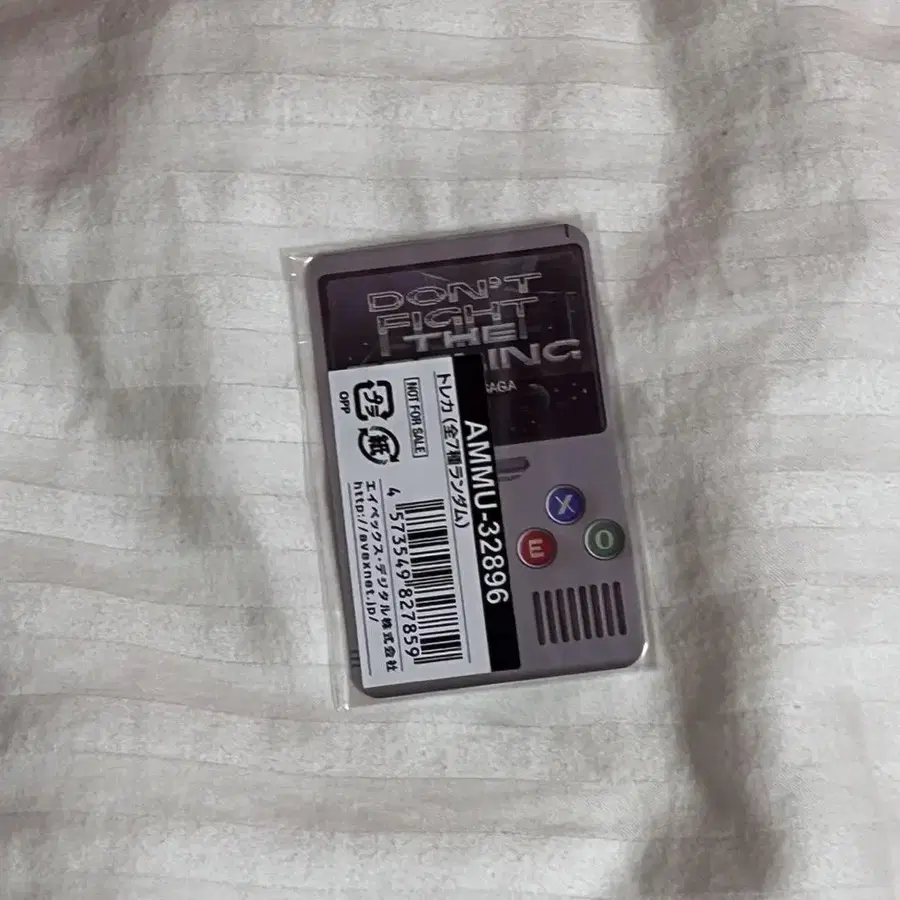 DON'T
FIGHT
THE
ING
SAGA
AMMU-32896
トレカ (全7種ランダム)
NOT FOR SALE
プラ
紙
OPP
4 573549 827859
エイベックス・デジタル株式会社
http://avexnet.jp/
X
E
O